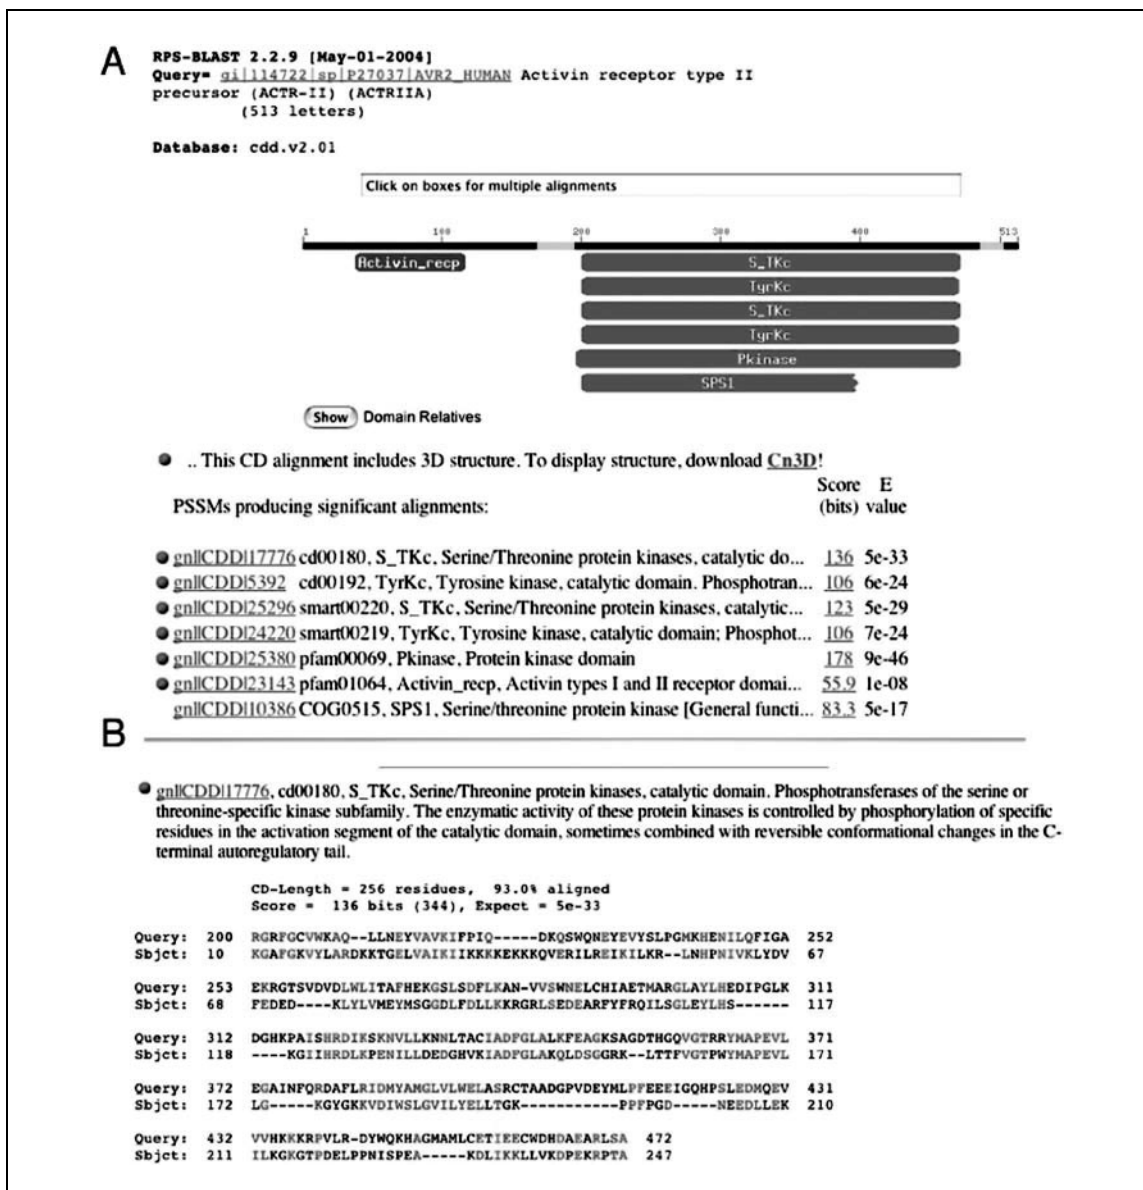 A
RPS-BLAST 2.2.9 [May-01-2004]
Query= gi|114722|sp|P27037|AVR2_HUMAN Activin receptor type II
precursor (ACTR-II) (ACTRIIA)
(513 letters)
Database: cdd.v2.01
Click on boxes for multiple alignments
1 100 200 300 400 513
Activin_recp S_TKc
TyrKc
S_TKc
TyrKc
Pkinase
SPS1
Show Domain Relatives
.. This CD alignment includes 3D structure. To display structure, download Cn3D!
Score E
PSSMs producing significant alignments: (bits) value
gnl|CDD|17776 cd00180, S_TKc, Serine/Threonine protein kinases, catalytic do... 136 5e-33
gnl|CDD|5392 cd00192, TyrKc, Tyrosine kinase, catalytic domain. Phosphotran... 106 6e-24
gnl|CDD|25296 smart00220, S_TKc, Serine/Threonine protein kinases, catalytic... 123 5e-29
gnl|CDD|24220 smart00219, TyrKc, Tyrosine kinase, catalytic domain; Phosphot... 106 7e-24
gnl|CDD|25380 pfam00069, Pkinase, Protein kinase domain 178 9e-46
gnl|CDD|23143 pfam01064, Activin_recp, Activin types I and II receptor domai... 55.9 1e-08
gnl|CDD|10386 COG0515, SPS1, Serine/threonine protein kinase [General functi... 83.3 5e-17
B
gnl|CDD|17776, cd00180, S_TKc, Serine/Threonine protein kinases, catalytic domain. Phosphotransferases of the serine or
threonine-specific kinase subfamily. The enzymatic activity of these protein kinases is controlled by phosphorylation of specific
residues in the activation segment of the catalytic domain, sometimes combined with reversible conformational changes in the C-
terminal autoregulatory tail.
CD-Length = 256 residues, 93.0% aligned
Score = 136 bits (344), Expect = 5e-33
Query: 200 RGRFGCVWKAQ--LLNEYVAVKIFPIQ-----DKQSWQNEYEVYSLPGMKHENILQFIGA 252
Sbjct: 10 KGAFGKVYLARDKKTGELVAIKIIKKKKEKKKQVERILREIKILKR--LNHPNIVKLYDV 67
Query: 253 EKRGTSVDVDLWLITAFHEKGSLSDFLKAN-VVSWNELCHIAETMARGLAYLHEDIPGLK 311
Sbjct: 68 FEDED----KLYLVMEYMSGGDLFDLLKKRGRLSEDEARFYFRQILSGLEYLHS------ 117
Query: 312 DGHKPAISHRDIKSKNVLLKNNLTACIADFGLALKFEAGKSAGDTHGQVGTRRYMAPEVL 371
Sbjct: 118 ----KGIIHRDLKPENILLDEDGHVKIADFGLAKQLDSGGRK--LTTFVGTPWYMAPEVL 171
Query: 372 EGAINFQRDAFLRIDMYAMGLVLWELASRCTAADGPVDEYMLPFEEEIGQHPSLEDMQEV 431
Sbjct: 172 LG-----KGYGKKVDIWSLGVILYELLTGK-----------PPFPGD-----NEEDLLEK 210
Query: 432 VVHKKKRPVLR-DYWQKHAGMAMLCETIEECWDHDAEARLSA 472
Sbjct: 211 ILKGKGTPDELPPNISPEA-----KDLIKKLLVKDPEKRPTA 247